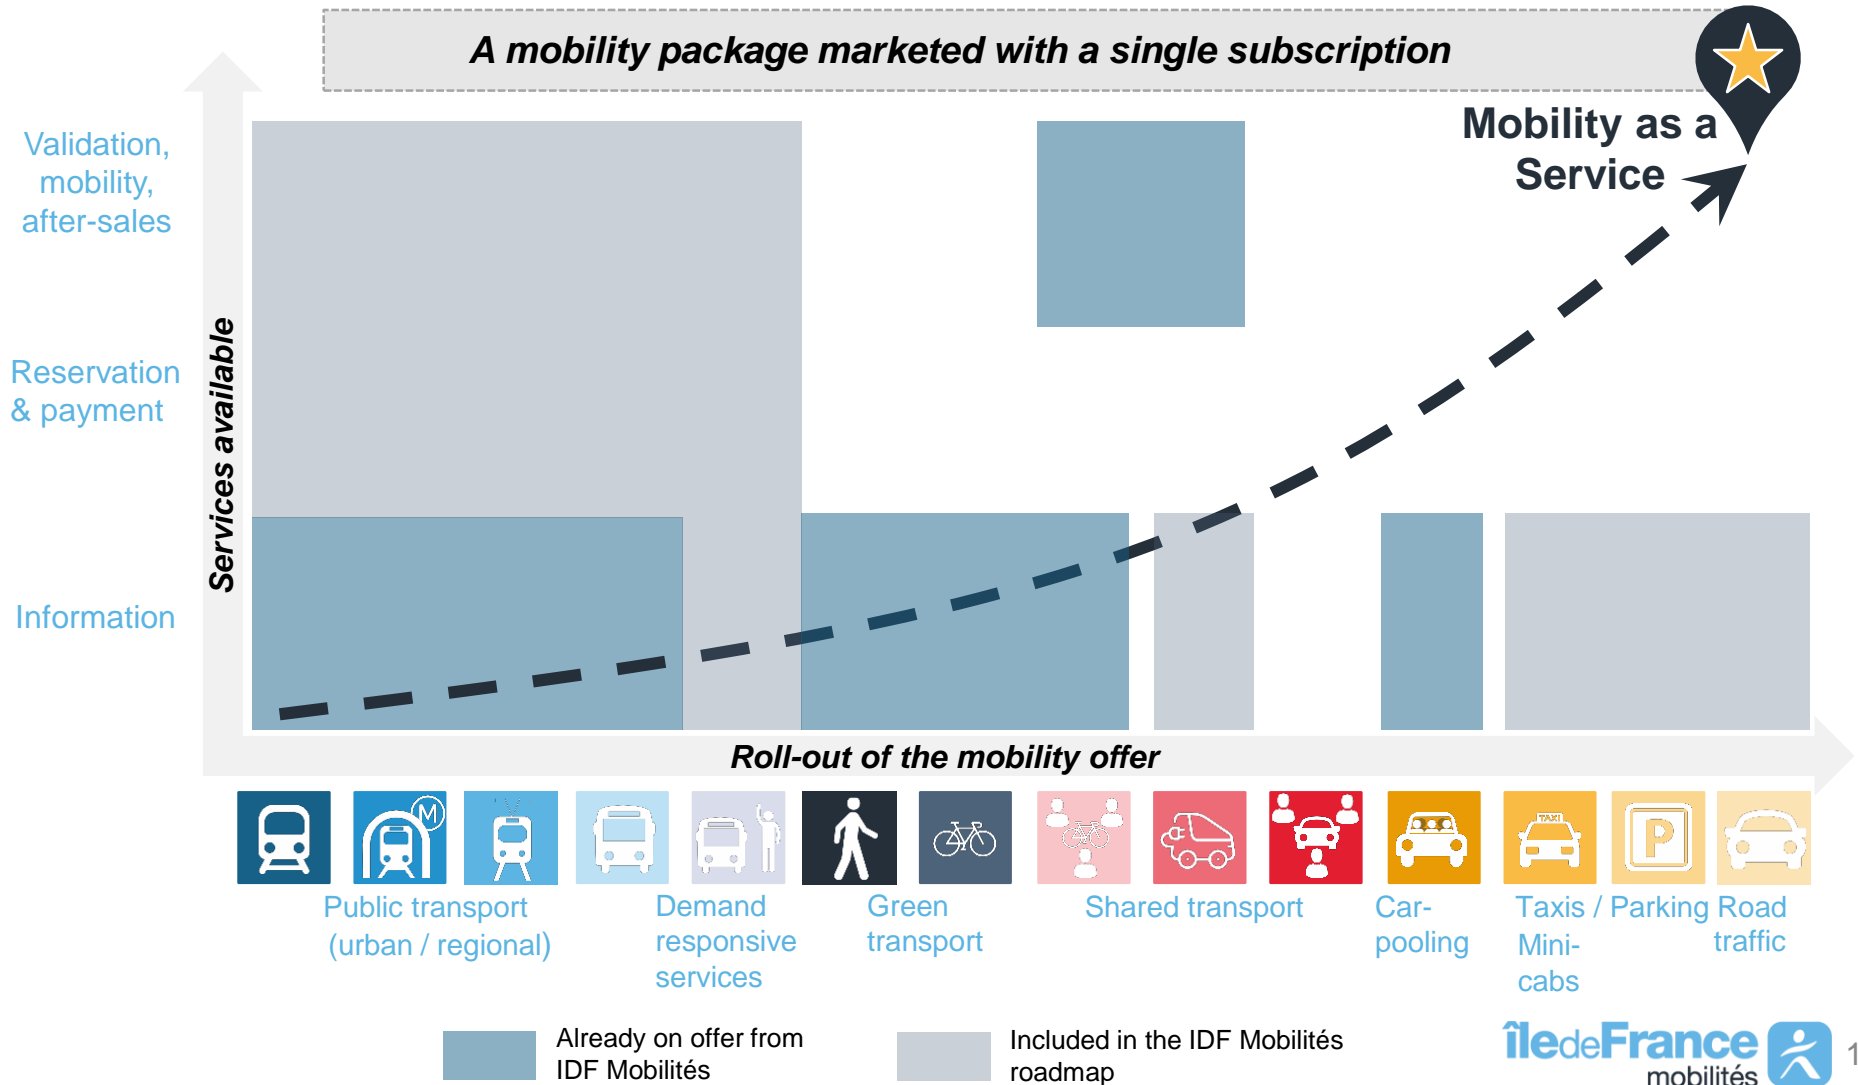 A mobility package marketed with a single subscription
Mobility as a
Service
Validation,
mobility,
after-sales
Reservation
& payment
Information
Services available
Roll-out of the mobility offer
M
TAXI
P
Public transport
(urban / regional)
Demand
responsive
services
Green
transport
Shared transport
Car-
pooling
Taxis /
Mini-
cabs
Parking
Road
traffic
Already on offer from
IDF Mobilités
Included in the IDF Mobilités
roadmap
îledeFrance
mobilités
1